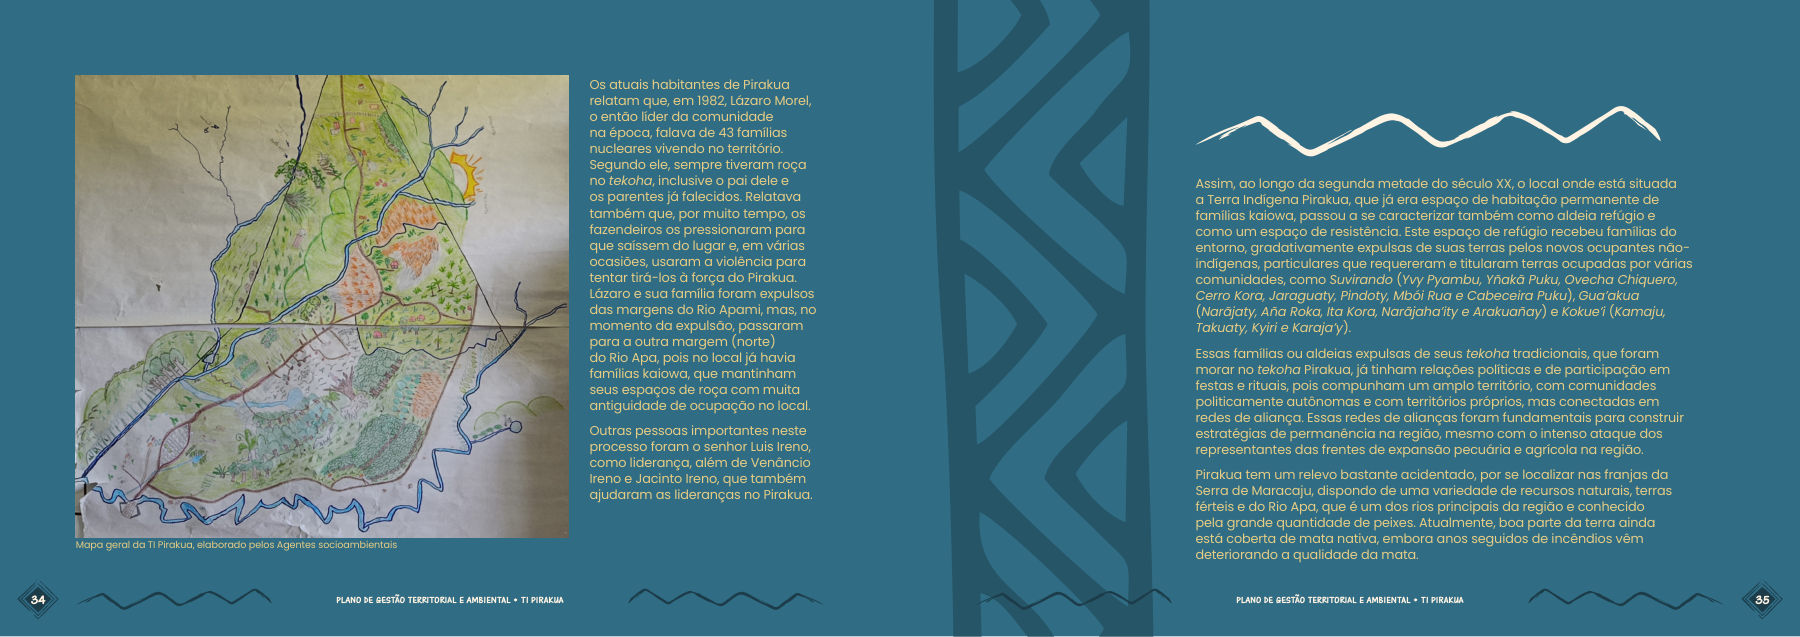 Os atuais habitantes de Pirakua
relatam que, em 1982, Lázaro Morel,
o então líder da comunidade
na época, falava de 43 famílias
nucleares vivendo no território.
Segundo ele, sempre tiveram roça
no tekoha, inclusive o pai dele e
os parentes já falecidos. Relatava
também que, por muito tempo, os
fazendeiros os pressionaram para
que saíssem do lugar e, em várias
ocasiões, usaram a violência para
tentar tirá-los à força do Pirakua.
Lázaro e sua família foram expulsos
das margens do Rio Apami, mas, no
momento da expulsão, passaram
para a outra margem (norte)
do Rio Apa, pois no local já havia
famílias kaiowa, que mantinham
seus espaços de roça com muita
antiguidade de ocupação no local.
Outras pessoas importantes neste
processo foram o senhor Luis Ireno,
como liderança, além de Venâncio
Ireno e Jacinto Ireno, que também
ajudaram as lideranças no Pirakua.
Mapa geral da TI Pirakua, elaborado pelos Agentes socioambientais
34
PLANO DE GESTÃO TERRITORIAL E AMBIENTAL • TI PIRAKUA
Assim, ao longo da segunda metade do século XX, o local onde está situada
a Terra Indígena Pirakua, que já era espaço de habitação permanente de
famílias kaiowa, passou a se caracterizar também como aldeia refúgio e
como um espaço de resistência. Este espaço de refúgio recebeu famílias do
entorno, gradativamente expulsas de suas terras pelos novos ocupantes não-
indígenas, particulares que requereram e titularam terras ocupadas por várias
comunidades, como Suvirando (Yvy Pyambu, Yñakã Puku, Ovecha Chiquero,
Cerro Kora, Jaraguaty, Pindoty, Mbói Rua e Cabeceira Puku), Gua'akua
(Narãjaty, Aña Roka, Ita Kora, Narãjaha'ity e Arakuañay) e Kokue'i (Kamaju,
Takuaty, Kyiri e Karaja'y).
Essas famílias ou aldeias expulsas de seus tekoha tradicionais, que foram
morar no tekoha Pirakua, já tinham relações políticas e de participação em
festas e rituais, pois compunham um amplo território, com comunidades
politicamente autônomas e com territórios próprios, mas conectadas em
redes de aliança. Essas redes de alianças foram fundamentais para construir
estratégias de permanência na região, mesmo com o intenso ataque dos
representantes das frentes de expansão pecuária e agrícola na região.
Pirakua tem um relevo bastante acidentado, por se localizar nas franjas da
Serra de Maracaju, dispondo de uma variedade de recursos naturais, terras
férteis e do Rio Apa, que é um dos rios principais da região e conhecido
pela grande quantidade de peixes. Atualmente, boa parte da terra ainda
está coberta de mata nativa, embora anos seguidos de incêndios vêm
deteriorando a qualidade da mata.
PLANO DE GESTÃO TERRITORIAL E AMBIENTAL • TI PIRAKUA
35